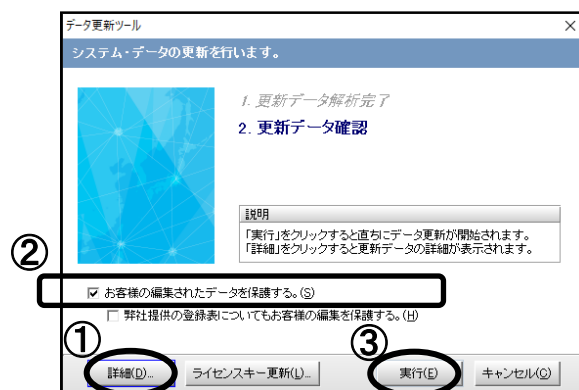 データ更新ツール
システム・データの更新を行います。
1. 更新データ解析完了
2. 更新データ確認
説明
「実行」をクリックすると直ちにデータ更新が開始されます。
「詳細」をクリックすると更新データの詳細が表示されます。
②
☑ お客様の編集されたデータを保護する。(S)
☐ 弊社提供の登録表についてもお客様の編集を保護する。(H)
① ③
詳細(D)... ライセンスキー更新(L)... 実行(E) キャンセル(C)